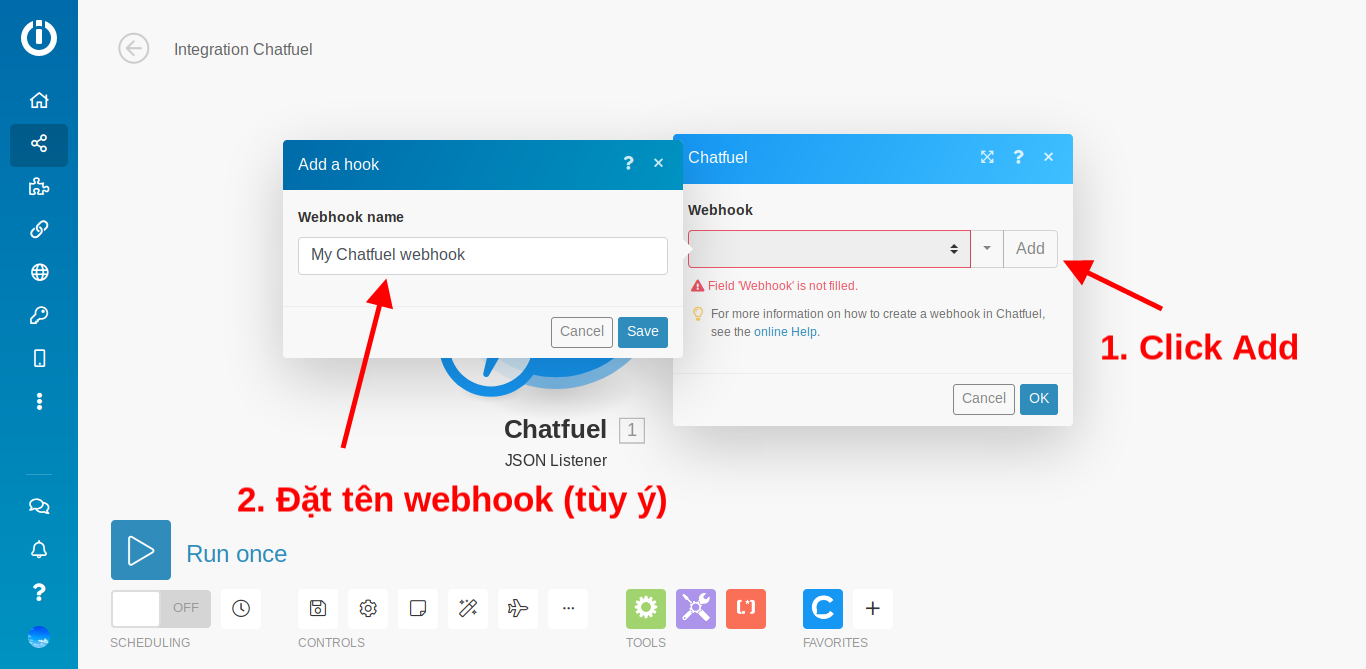 Integration Chatfuel
Add a hook
Webhook name
My Chatfuel webhook
Cancel
Save
Chatfuel
Webhook
Add
Field 'Webhook' is not filled.
For more information on how to create a webhook in Chatfuel,
see the online Help.
Cancel
OK
1. Click Add
Chatfuel 1
JSON Listener
2. Đặt tên webhook (tùy ý)
Run once
OFF
SCHEDULING
CONTROLS
TOOLS
FAVORITES